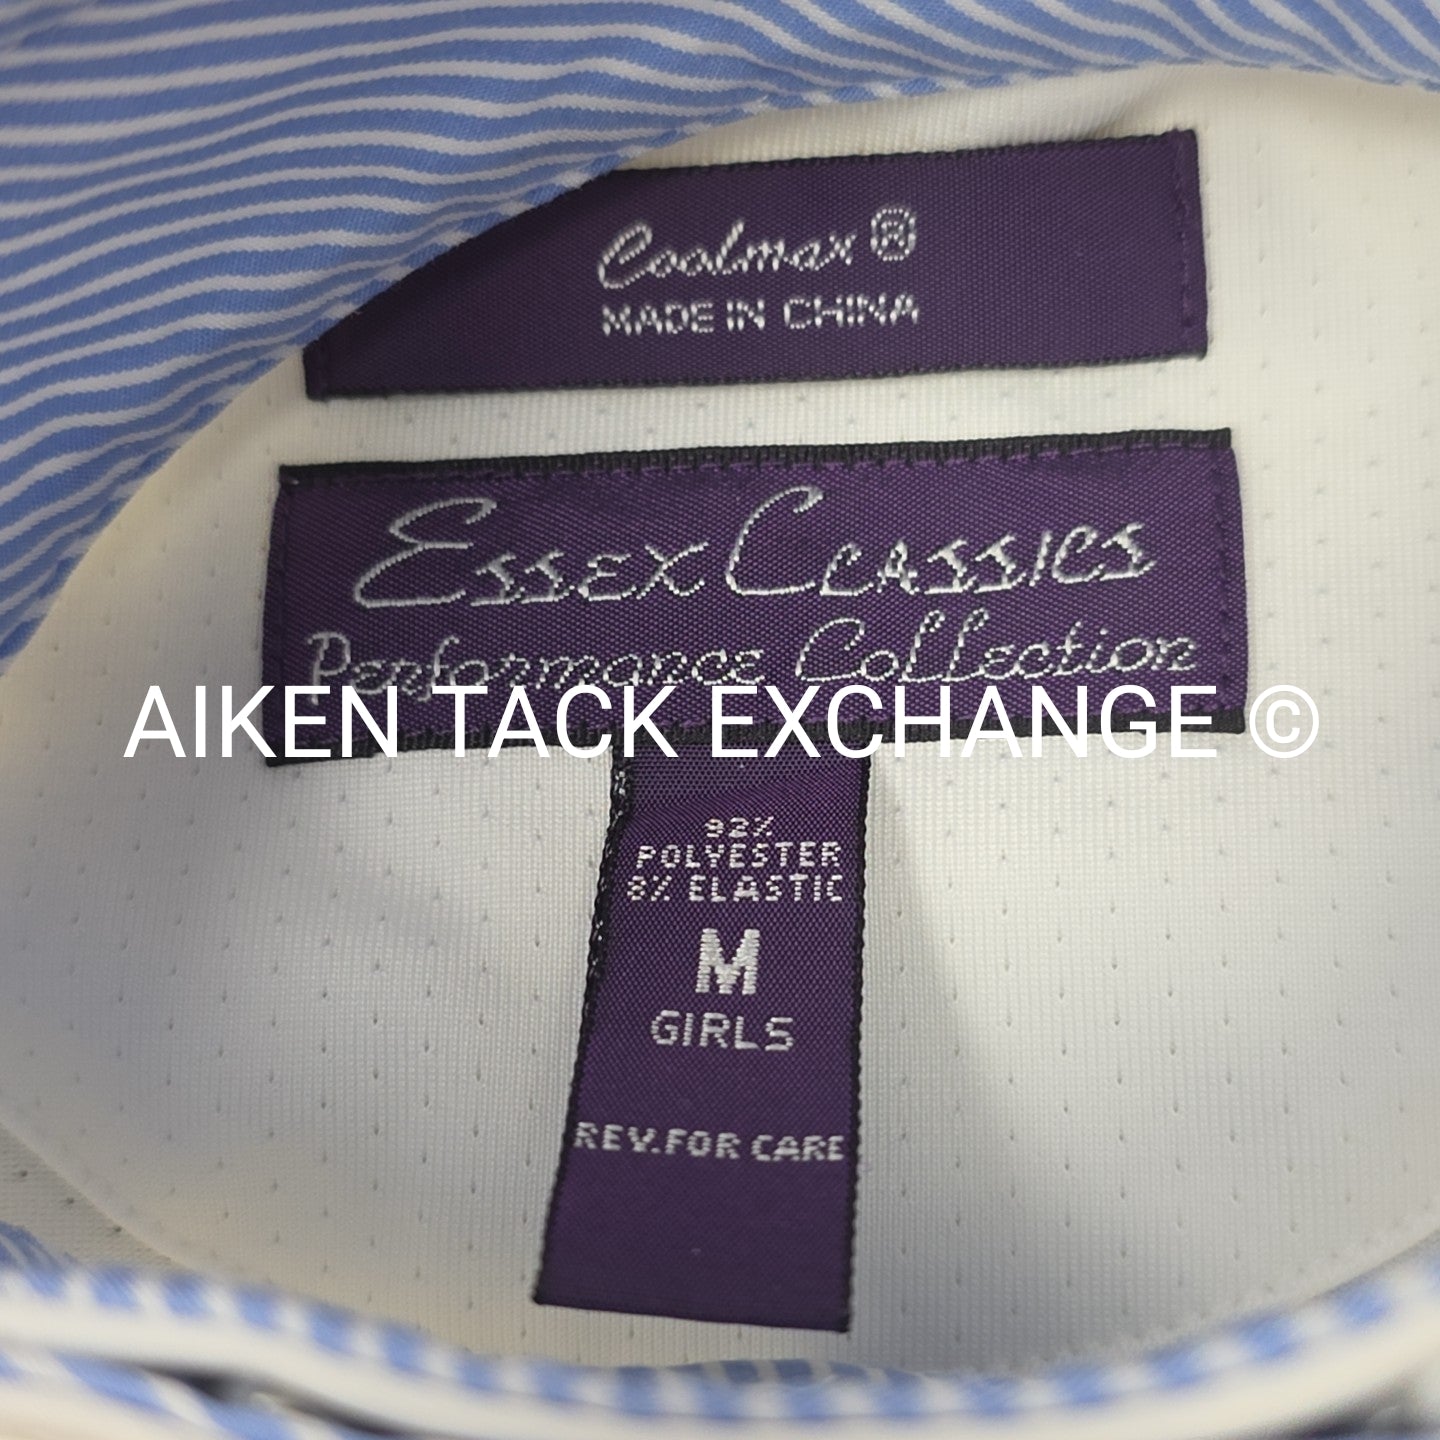 Coolmax ®
MADE IN CHINA
ESSEX CLASSICS
Performance Collection
AIKEN TACK EXCHANGE ©
92%
POLYESTER
8% ELASTIC
M
GIRLS
REV.FOR CARE